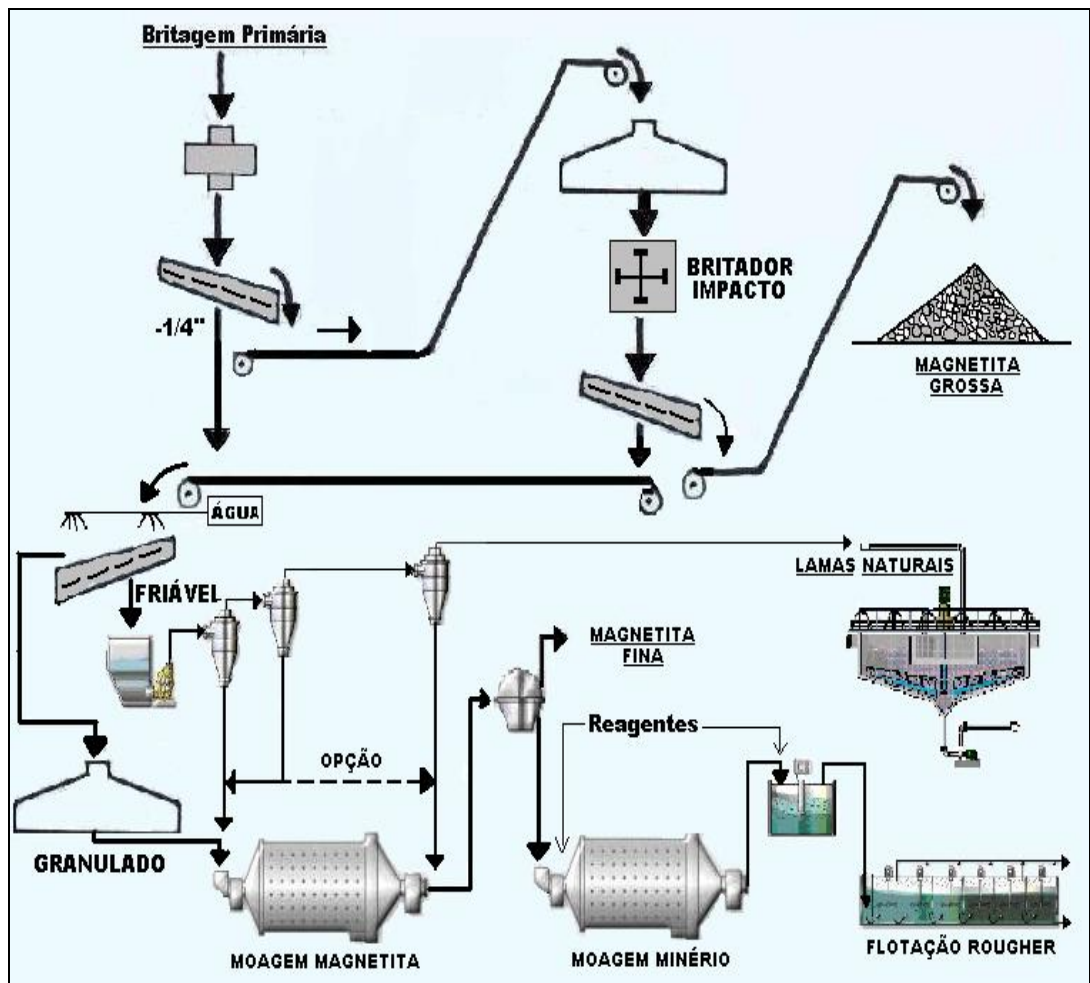 Britagem Primária
BRITADOR
IMPACTO
-1/4"
MAGNETITA
GROSSA
ÁGUA
LAMAS NATURAIS
FRIÁVEL
MAGNETITA
FINA
Reagentes
OPÇÃO
GRANULADO
MOAGEM MAGNETITA
MOAGEM MINÉRIO
FLOTAÇÃO ROUGHER